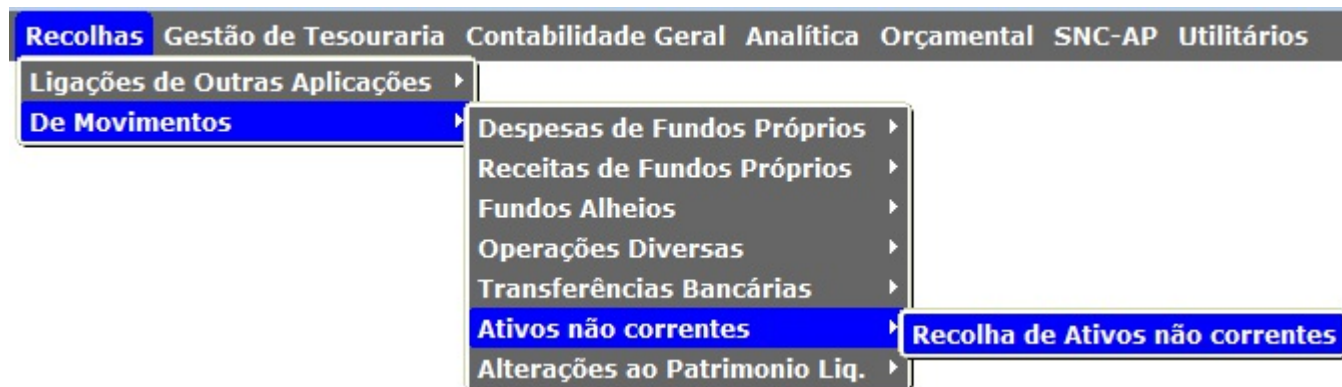 Recolhas Gestão de Tesouraria Contabilidade Geral Analítica Orçamental SNC-AP Utilitários
Ligações de Outras Aplicações
De Movimentos
Despesas de Fundos Próprios
Receitas de Fundos Próprios
Fundos Alheios
Operações Diversas
Transferências Bancárias
Ativos não correntes
Recolha de Ativos não correntes
Alterações ao Patrimonio Liq.